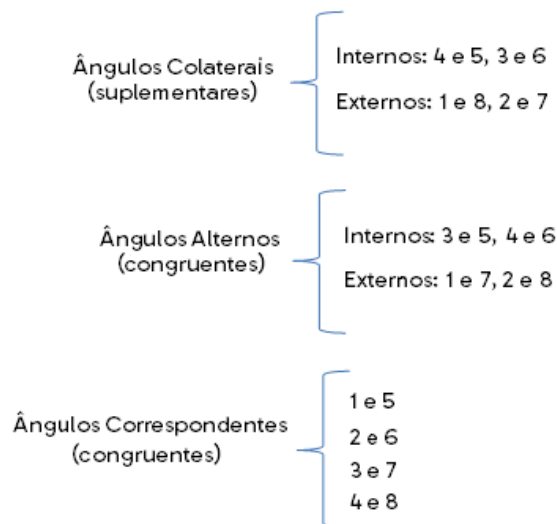 Ângulos Colaterais
(suplementares)
Internos: 4 e 5, 3 e 6
Externos: 1 e 8, 2 e 7
Ângulos Alternos
(congruentes)
Internos: 3 e 5, 4 e 6
Externos: 1 e 7, 2 e 8
Ângulos Correspondentes
(congruentes)
1 e 5
2 e 6
3 e 7
4 e 8